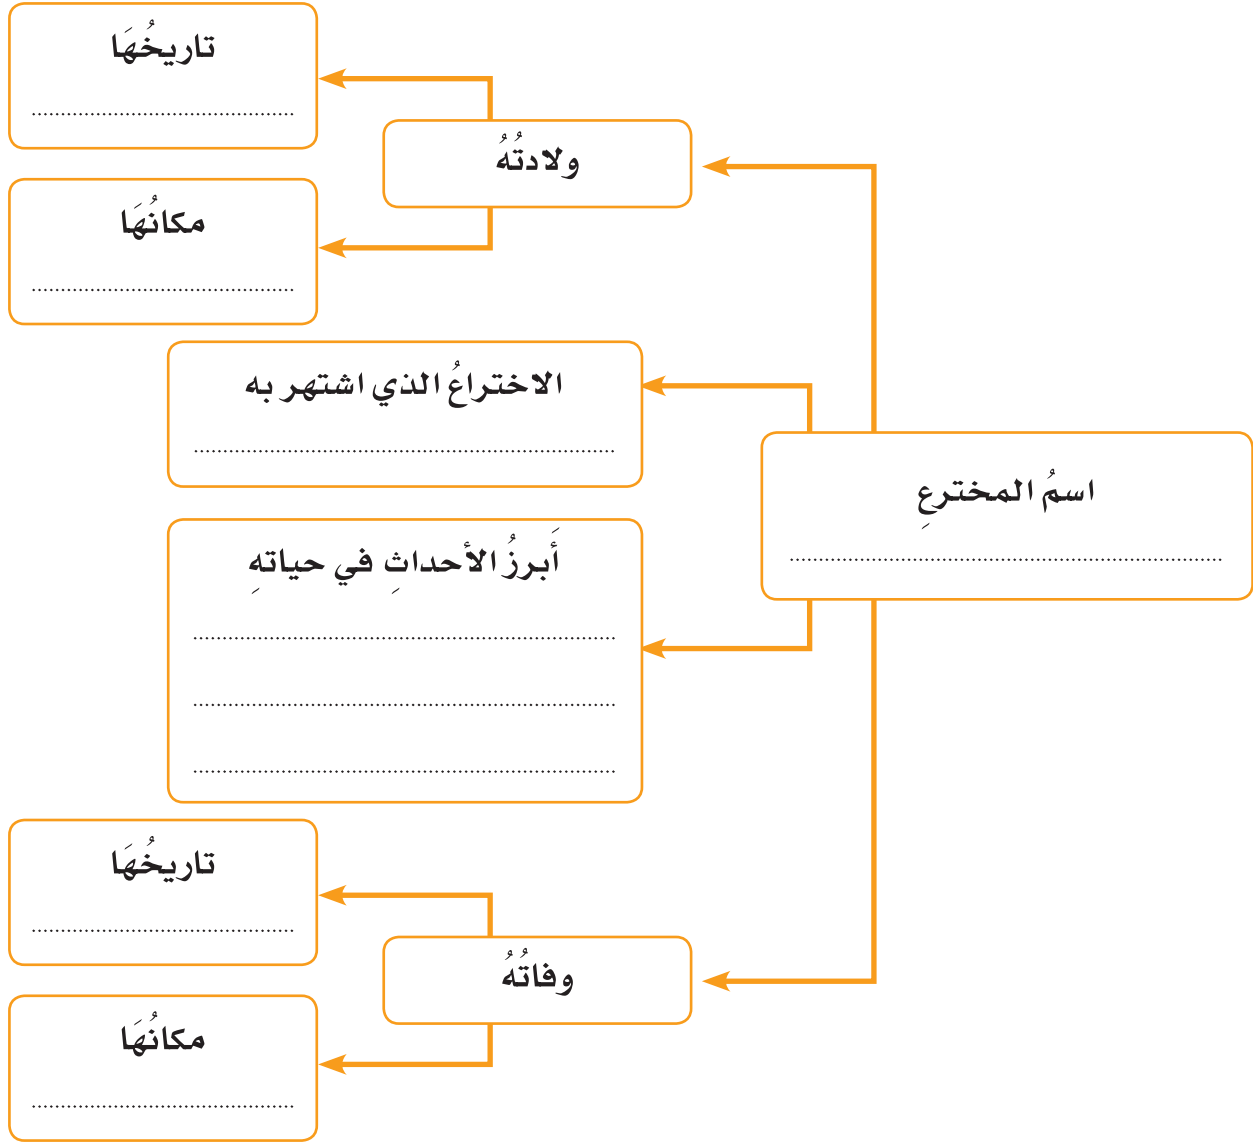 اسمُ المخترعِ
ولادتُهُ
تاريخُهَا
مكانُهَا
الاختراعُ الذي اشتهر به
أَبرزُ الأحداثِ في حياتهِ
وفاتُهُ
تاريخُهَا
مكانُهَا